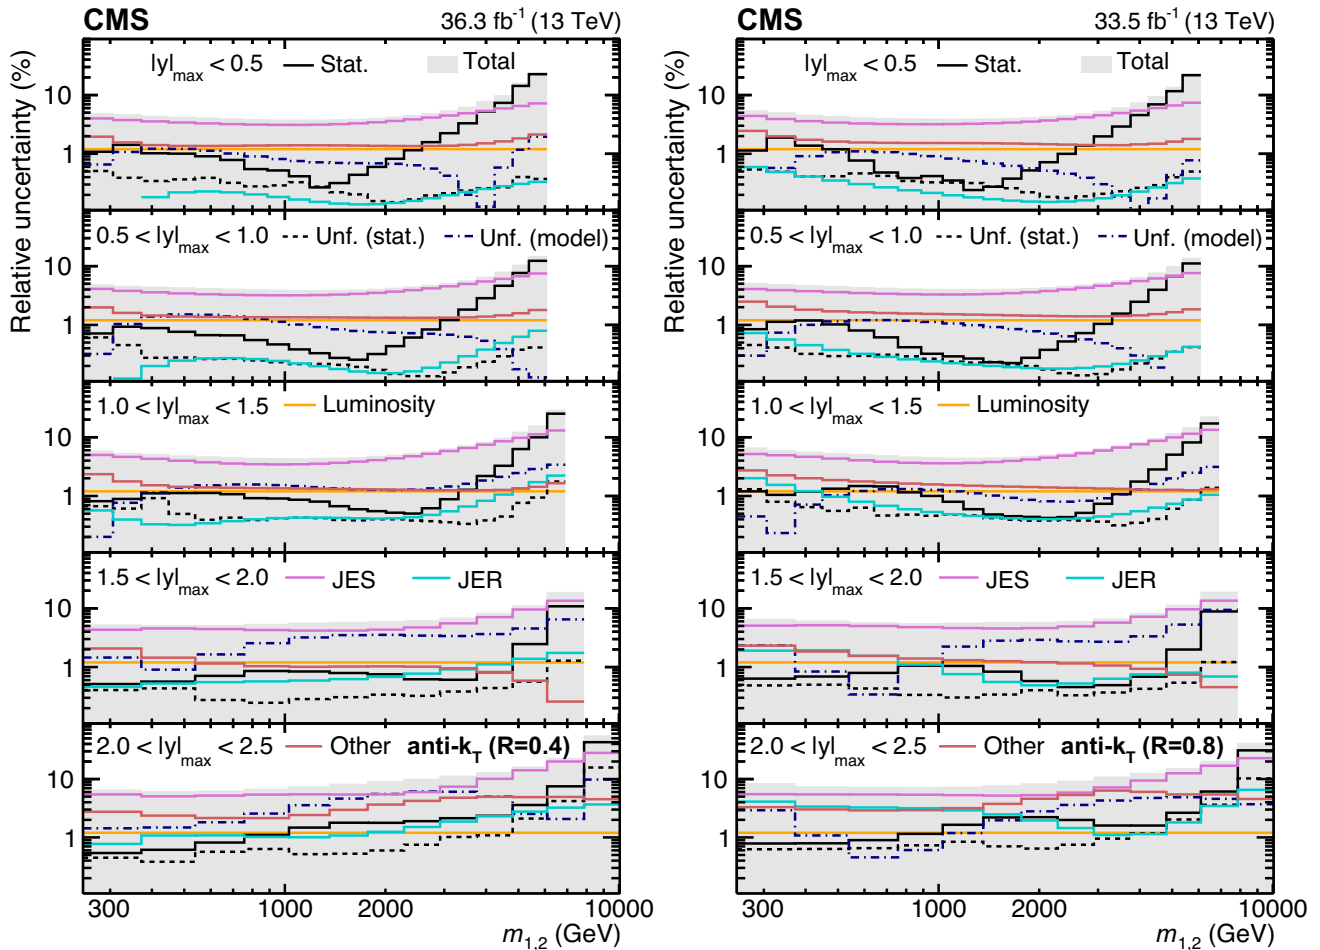 CMS 36.3 fb⁻¹ (13 TeV)
Relative uncertainty (%)
|y|max < 0.5 Stat. Total
10
1
0.5 < |y|max < 1.0 Unf. (stat.) Unf. (model)
10
1
1.0 < |y|max < 1.5 Luminosity
10
1
1.5 < |y|max < 2.0 JES JER
10
1
2.0 < |y|max < 2.5 Other anti-kT (R=0.4)
10
1
300 1000 2000 10000
m1,2 (GeV)
CMS 33.5 fb⁻¹ (13 TeV)
Relative uncertainty (%)
|y|max < 0.5 Stat. Total
10
1
0.5 < |y|max < 1.0 Unf. (stat.) Unf. (model)
10
1
1.0 < |y|max < 1.5 Luminosity
10
1
1.5 < |y|max < 2.0 JES JER
10
1
2.0 < |y|max < 2.5 Other anti-kT (R=0.8)
10
1
300 1000 2000 10000
m1,2 (GeV)